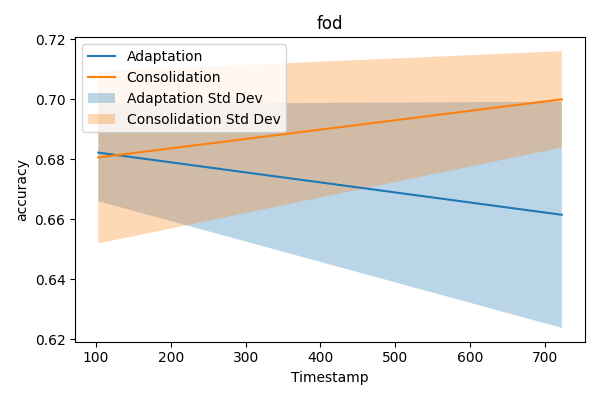 fod
Adaptation
Consolidation
Adaptation Std Dev
Consolidation Std Dev
accuracy
0.72
0.70
0.68
0.66
0.64
0.62
100 200 300 400 500 600 700
Timestamp